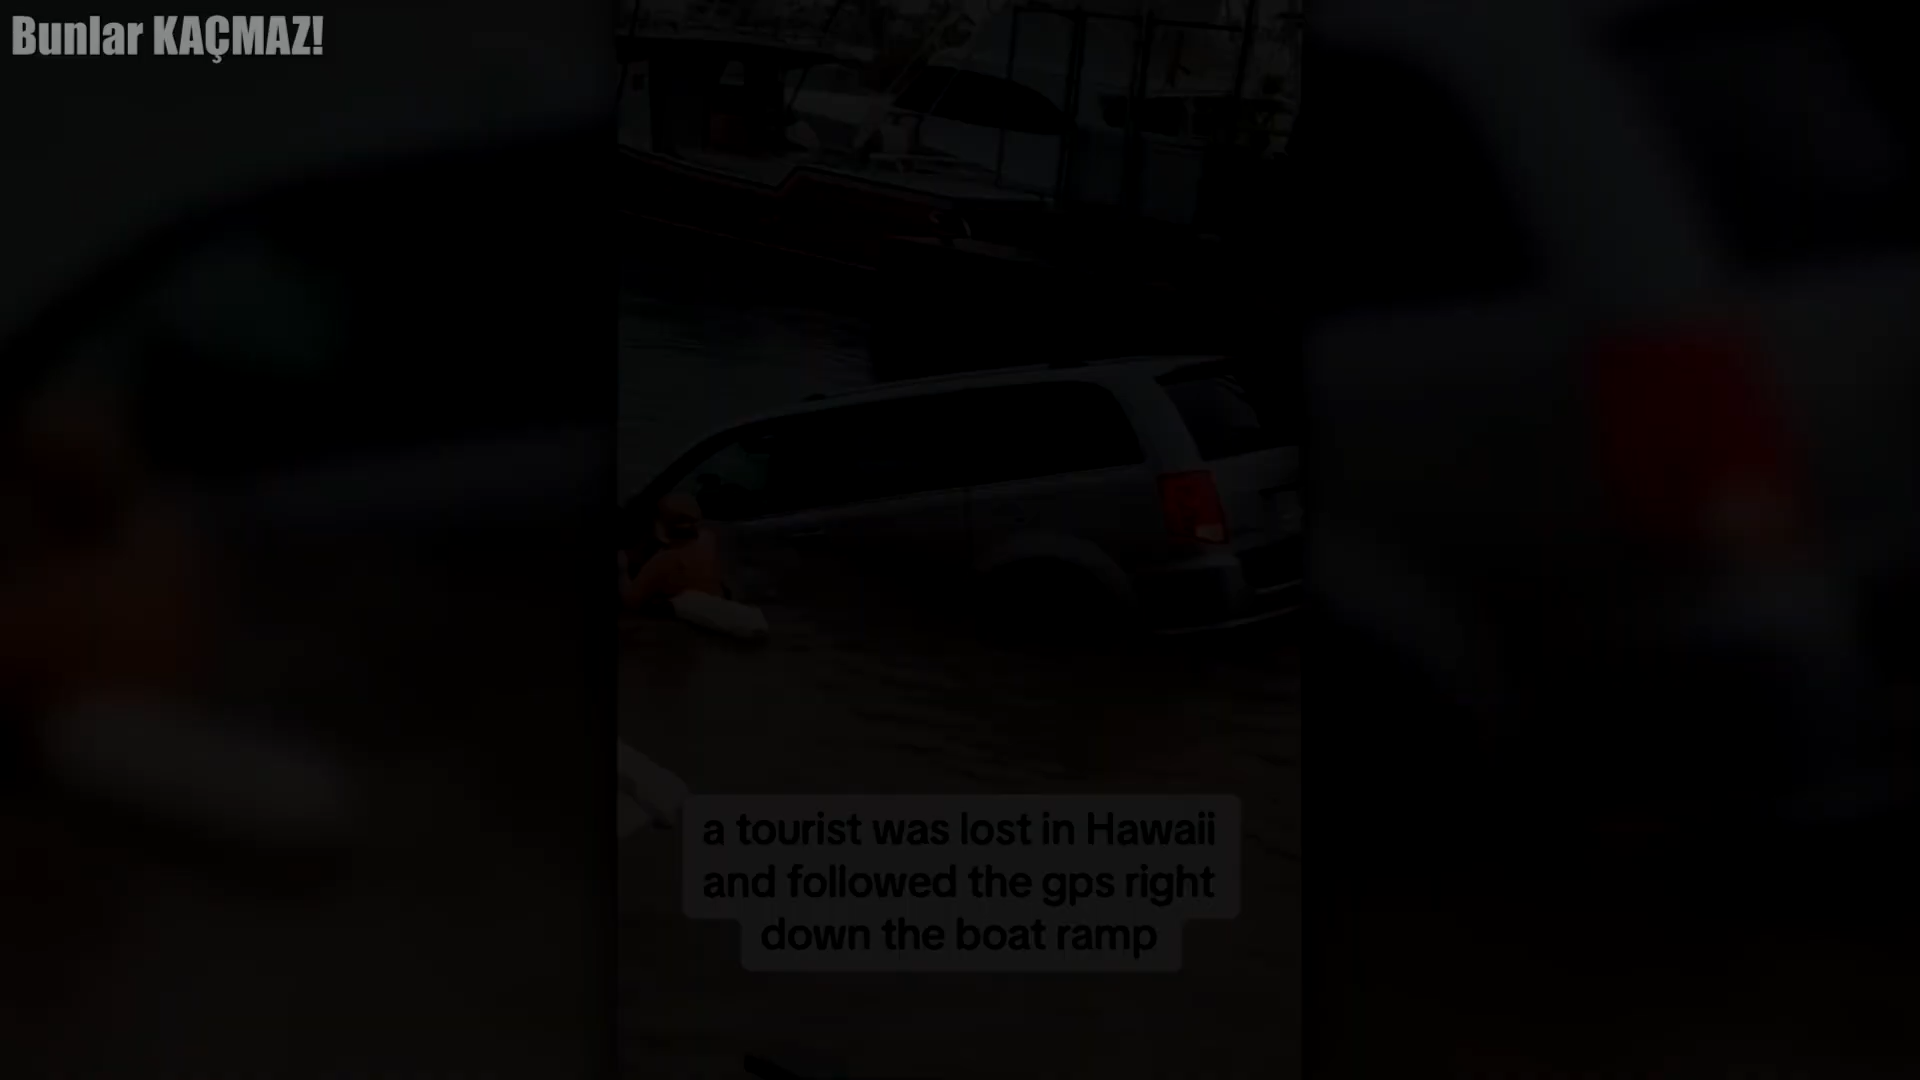 Bunlar KAÇMAZ!
a tourist was lost in Hawaii
and followed the gps right
down the boat ramp